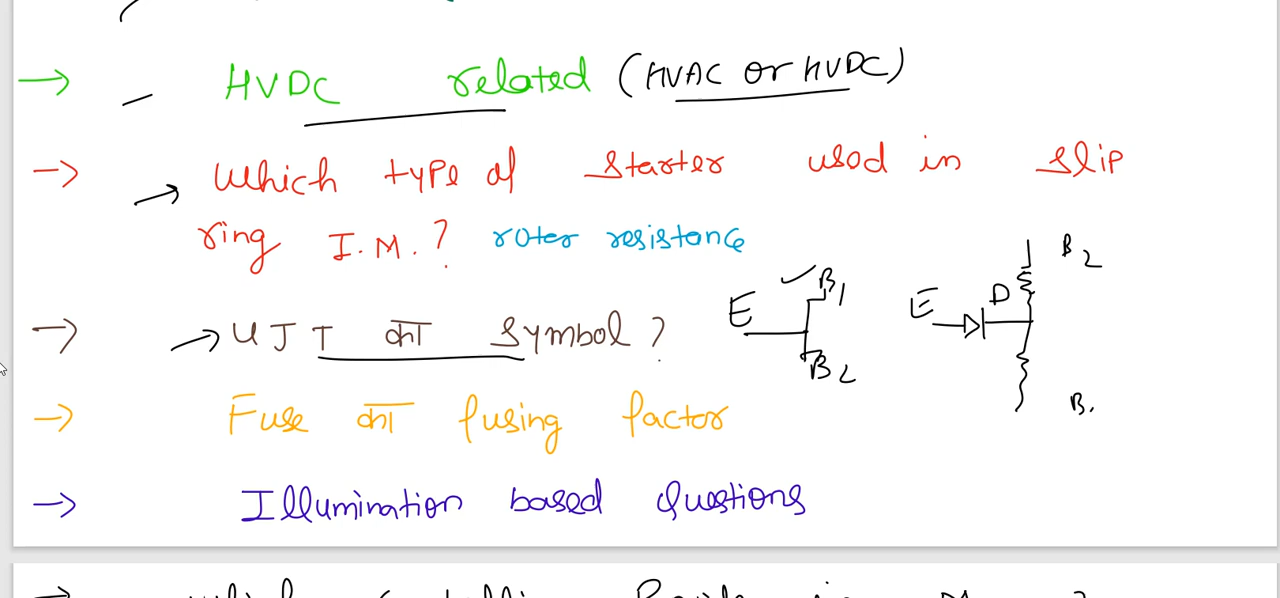 HVDC related (HVAC or HVDC)
Which type of starter used in slip
ring I.M.? roter resistance
E B1
B2
E D B2
B1
UJT का symbol?
Fuse का fusing factor
Illumination based Questions